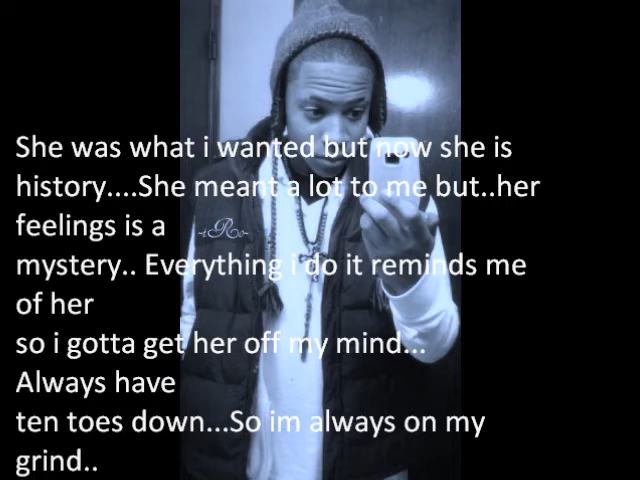 She was what i wanted but now she is
history....She meant a lot to me but..her
feelings is a
mystery.. Everything i do it reminds me
of her
so i gotta get her off my mind...
Always have
ten toes down...So im always on my
grind..